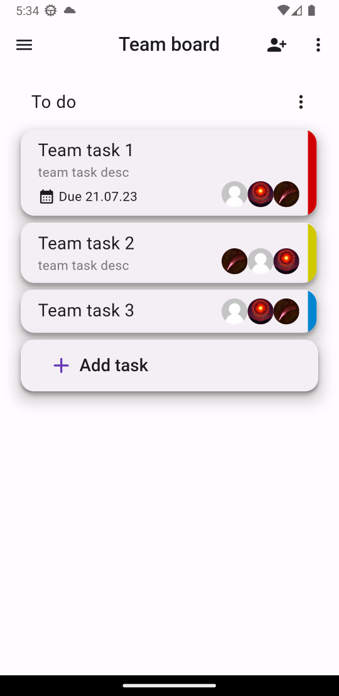 5:34
Team board
To do
Team task 1
team task desc
Due 21.07.23
Team task 2
team task desc
Team task 3
Add task